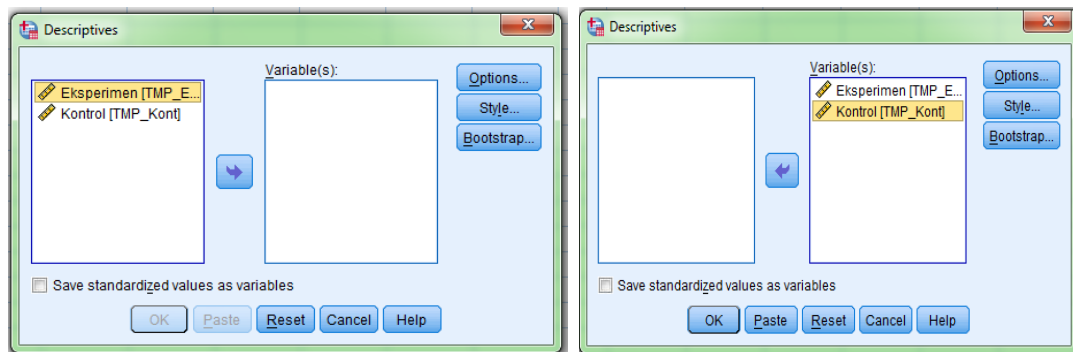 Descriptives
Variable(s):
Eksperimen [TMP_E...
Kontrol [TMP_Kont]
Options...
Style...
Bootstrap...
Save standardized values as variables
OK Paste Reset Cancel Help
Descriptives
Variable(s):
Eksperimen [TMP_E...
Kontrol [TMP_Kont]
Options...
Style...
Bootstrap...
Save standardized values as variables
OK Paste Reset Cancel Help